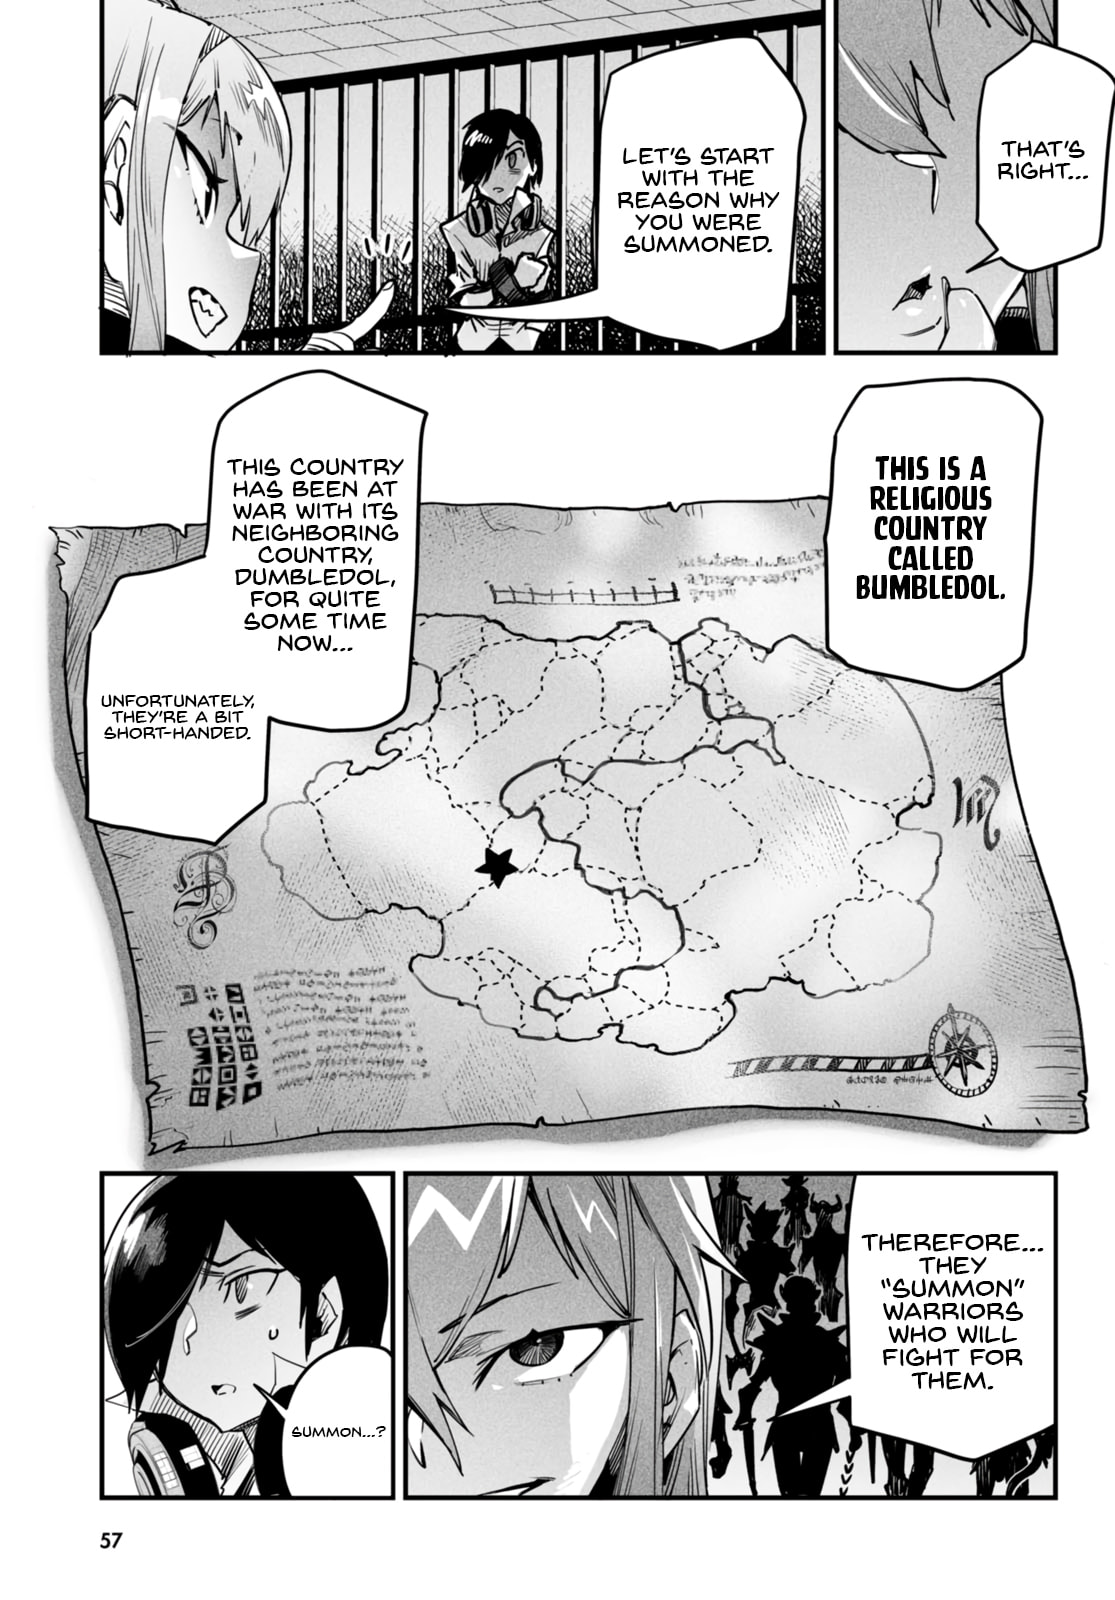 THAT'S
RIGHT...
LET'S START
WITH THE
REASON WHY
YOU WERE
SUMMONED.
THIS IS A
RELIGIOUS
COUNTRY
CALLED
BUMBLEDOL.
THIS COUNTRY
HAS BEEN AT
WAR WITH ITS
NEIGHBORING
COUNTRY,
DUMBLEDOL,
FOR QUITE
SOME TIME
NOW...
UNFORTUNATELY,
THEY'RE A BIT
SHORT-HANDED.
THEREFORE...
THEY
"SUMMON"
WARRIORS
WHO WILL
FIGHT FOR
THEM.
SUMMON...?
57